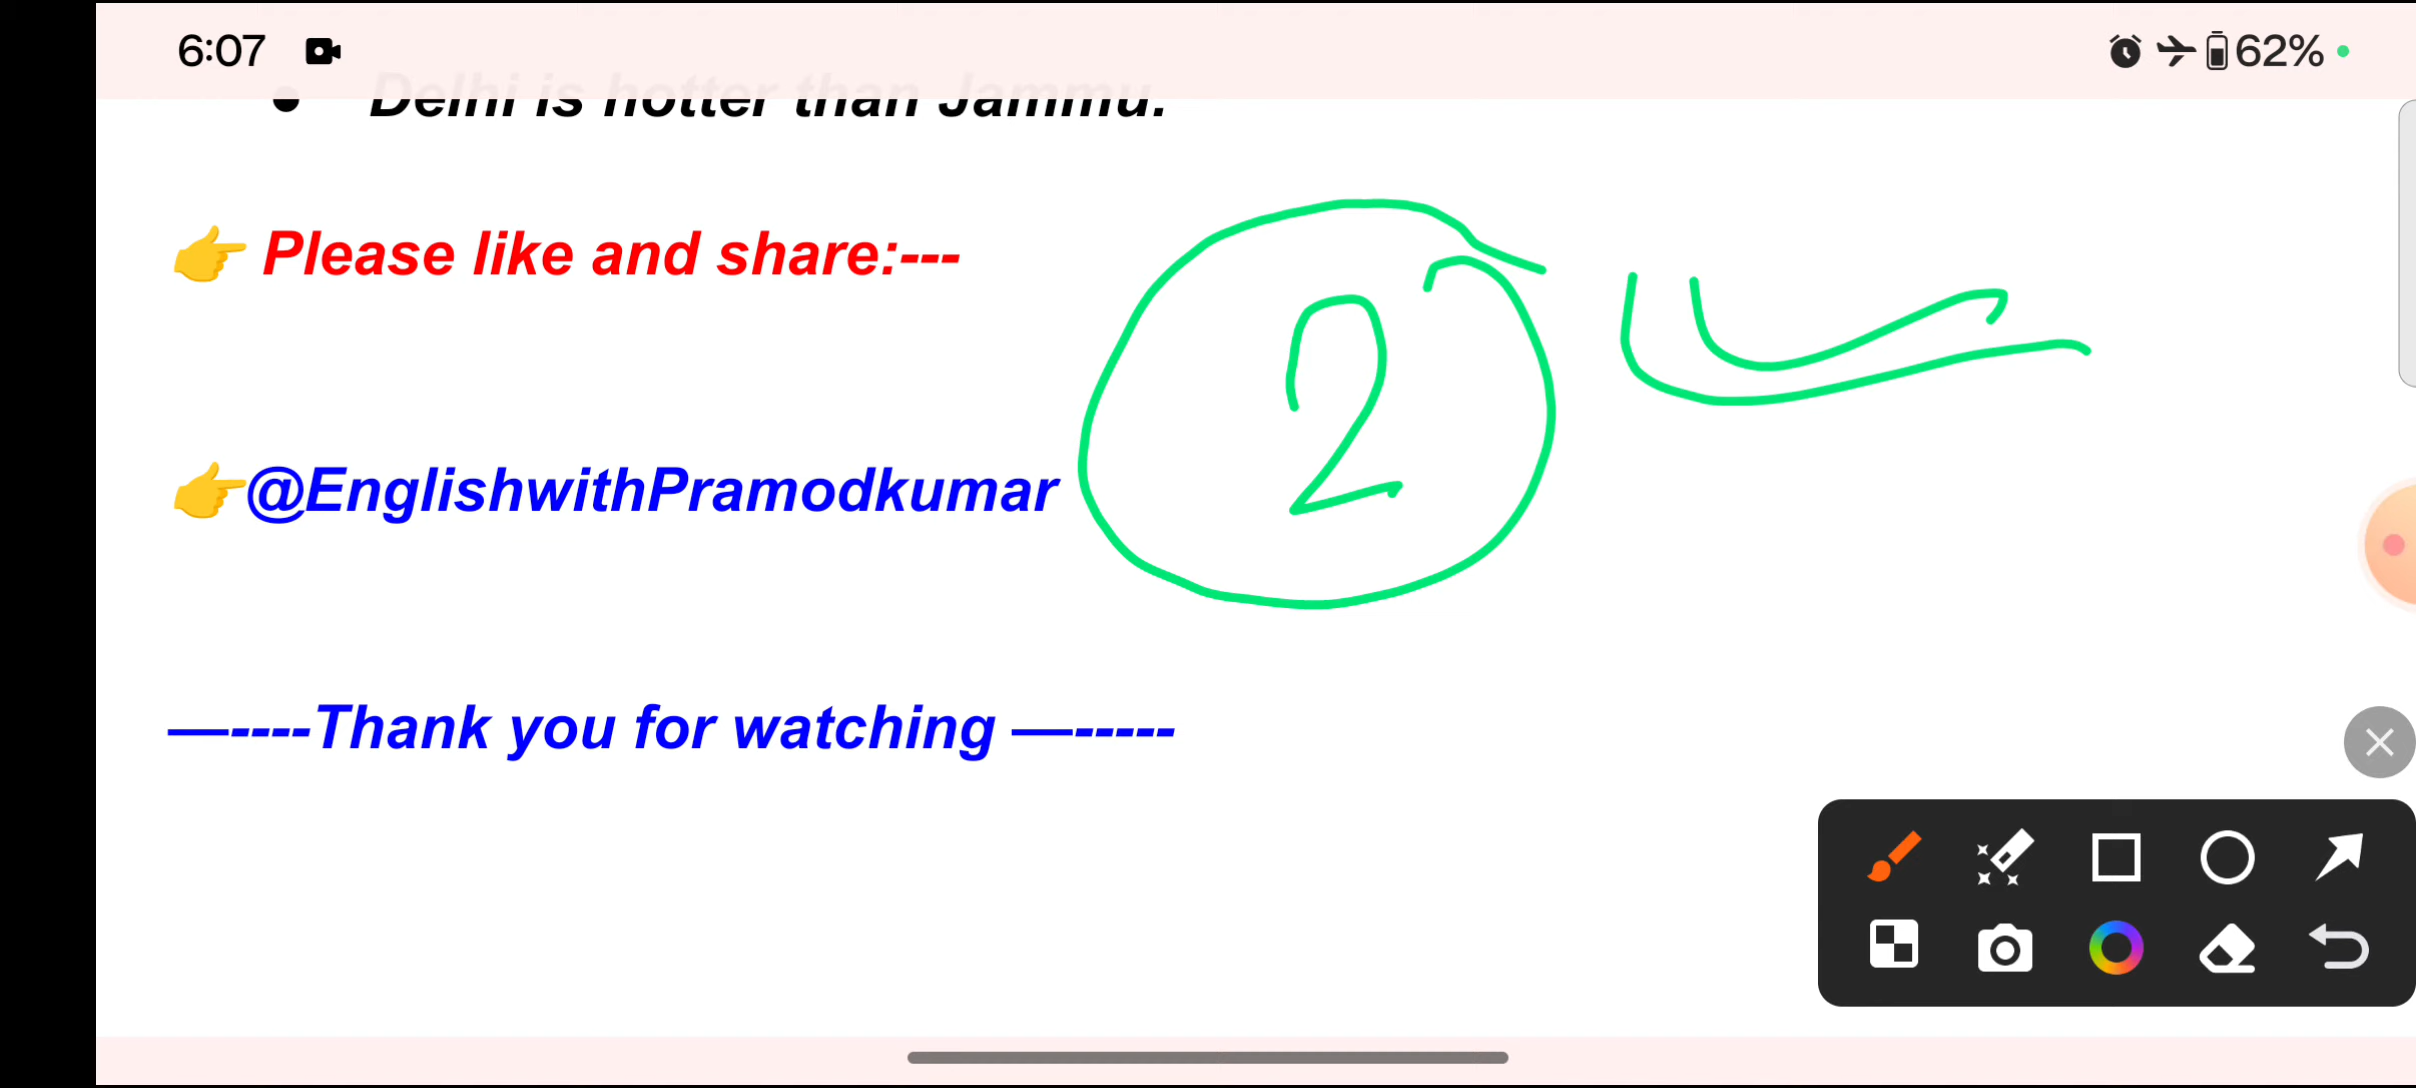 6:07 62%
● Delhi is hotter than Jammu.
👉 Please like and share:---
2
👉@EnglishwithPramodkumar
—----Thank you for watching —-----